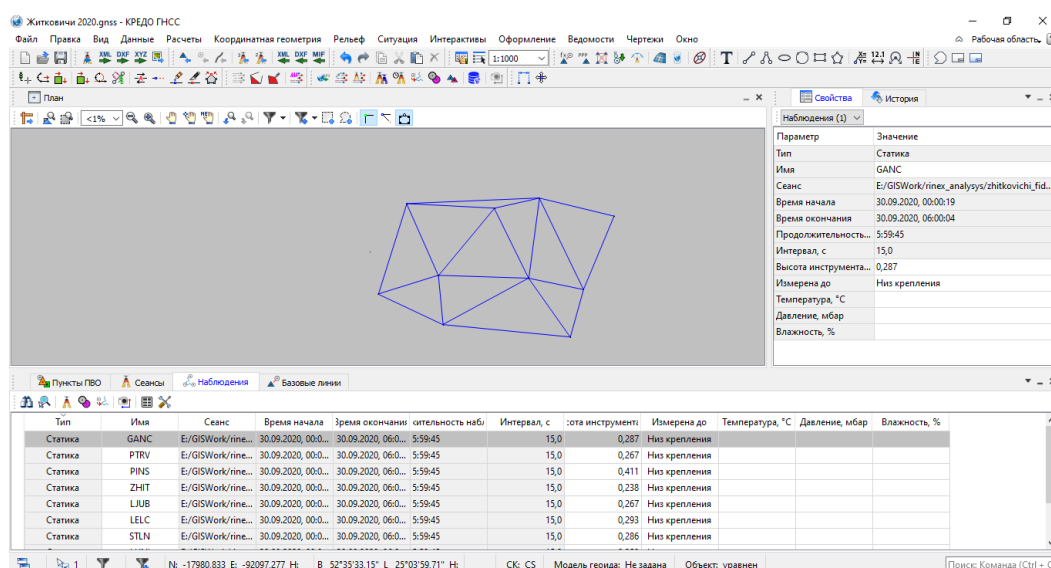 Житковичи 2020.gnss - КРЕДО ГНСС
Файл Правка Вид Данные Расчеты Координатная геометрия Рельеф Ситуация Интерактивы Оформление Ведомости Чертежи Окно Рабочая область
XML DXF XYZ XML DXF MIF 1:1000
План
<1%
Свойства История
Наблюдения (1)
Параметр Значение
Тип Статика
Имя GANC
Сеанс E:/GISWork/rinex_analysys/zhitkovichi_fid...
Время начала 30.09.2020, 00:00:19
Время окончания 30.09.2020, 06:00:04
Продолжительность... 5:59:45
Интервал, с 15,0
Высота инструмента... 0,287
Измерена до Низ крепления
Температура, °C
Давление, мбар
Влажность, %
Пункты ПВО Сеансы Наблюдения Базовые линии
Тип Имя Сеанс Время начала Время окончания кительность набл Интервал, с ота инструмента Измерена до Температура, °C Давление, мбар Влажность, %
Статика GANC E:/GISWork/rine... 30.09.2020, 00:0... 30.09.2020, 06:0... 5:59:45 15,0 0,287 Низ крепления
Статика PTRV E:/GISWork/rine... 30.09.2020, 00:0... 30.09.2020, 06:0... 5:59:45 15,0 0,267 Низ крепления
Статика PINS E:/GISWork/rine... 30.09.2020, 00:0... 30.09.2020, 06:0... 5:59:45 15,0 0,411 Низ крепления
Статика ZHIT E:/GISWork/rine... 30.09.2020, 00:0... 30.09.2020, 06:0... 5:59:45 15,0 0,238 Низ крепления
Статика LJUB E:/GISWork/rine... 30.09.2020, 00:0... 30.09.2020, 06:0... 5:59:45 15,0 0,267 Низ крепления
Статика LELC E:/GISWork/rine... 30.09.2020, 00:0... 30.09.2020, 06:0... 5:59:45 15,0 0,293 Низ крепления
Статика STLN E:/GISWork/rine... 30.09.2020, 00:0... 30.09.2020, 06:0... 5:59:45 15,0 0,286 Низ крепления
1 N: -17980.833 E: -92097.277 H: B 52°35'33.15" L 25°03'59.71" H: СК: CS Модель геоида: Не задана Объект: уравнен Поиск: Команда (Ctrl +